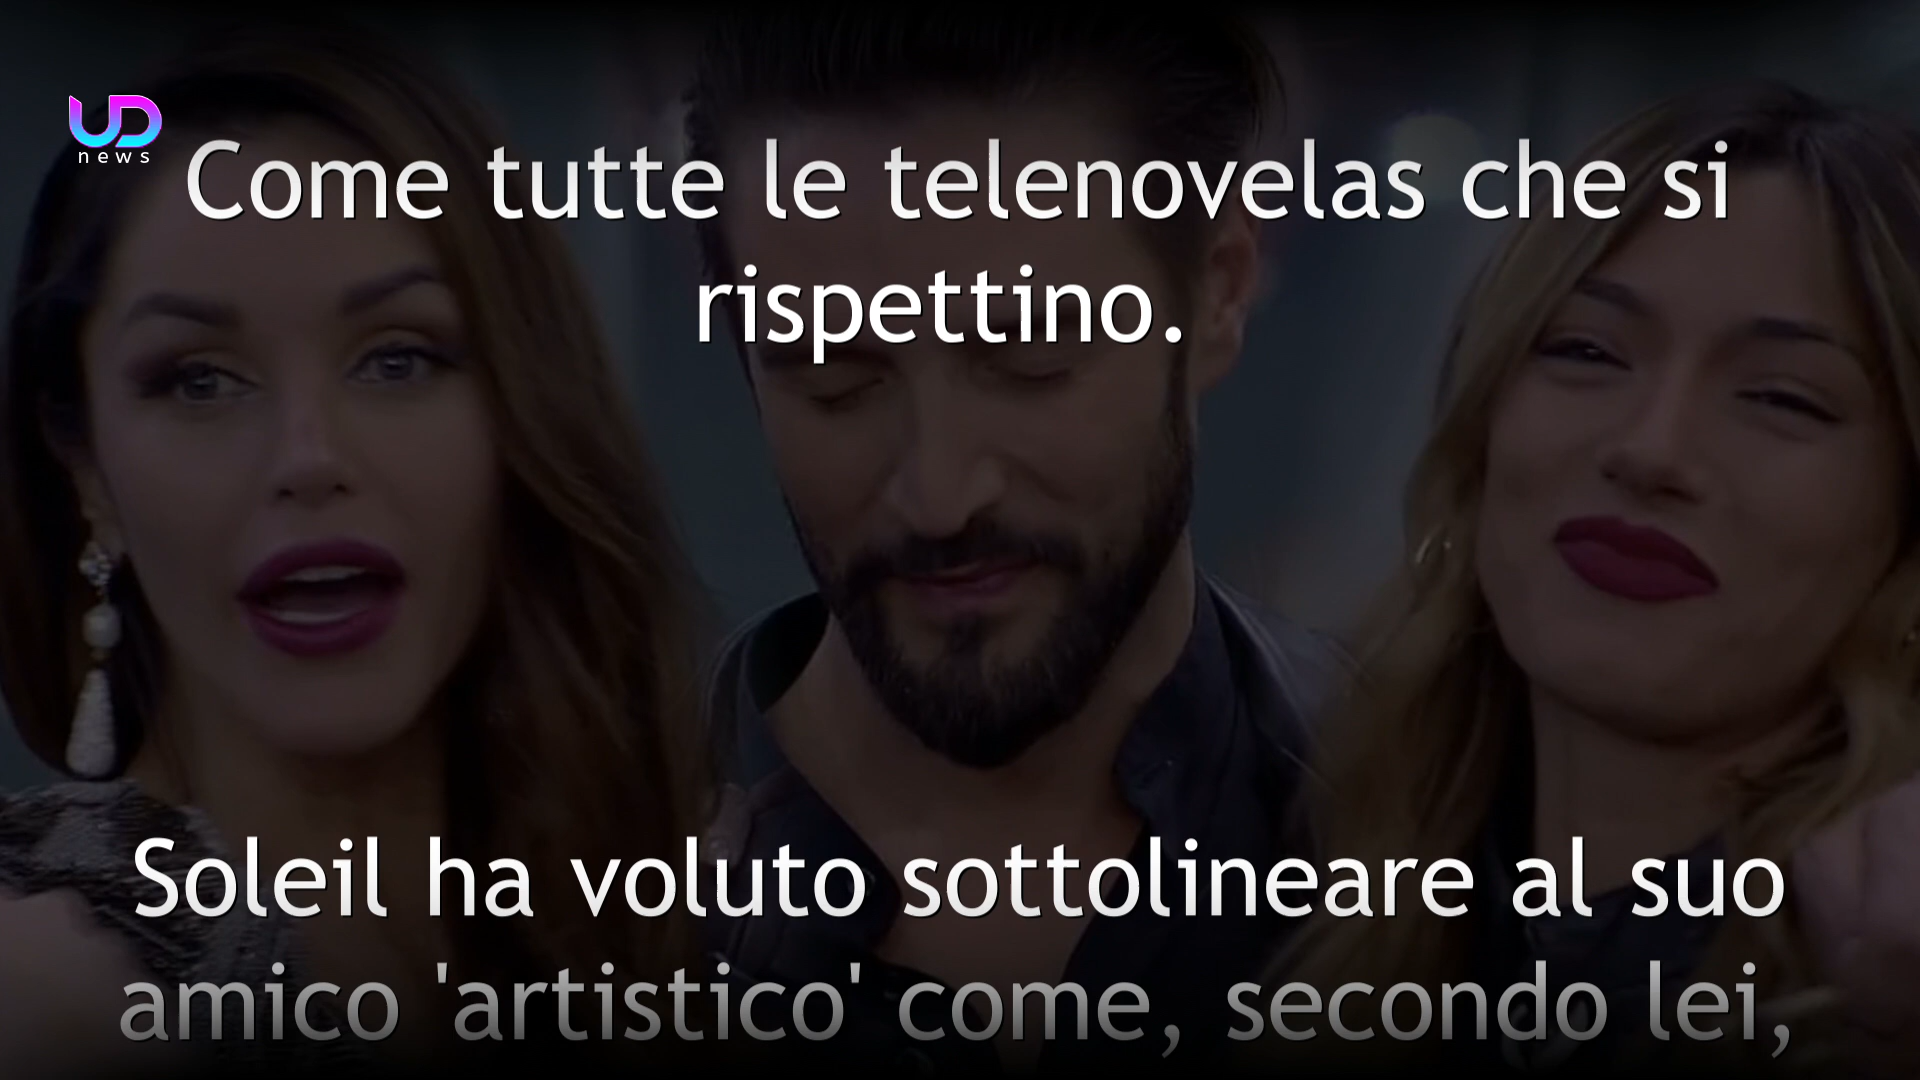 UD
news
Come tutte le telenovelas che si
rispettino.
Soleil ha voluto sottolineare al suo
amico 'artistico' come, secondo lei,